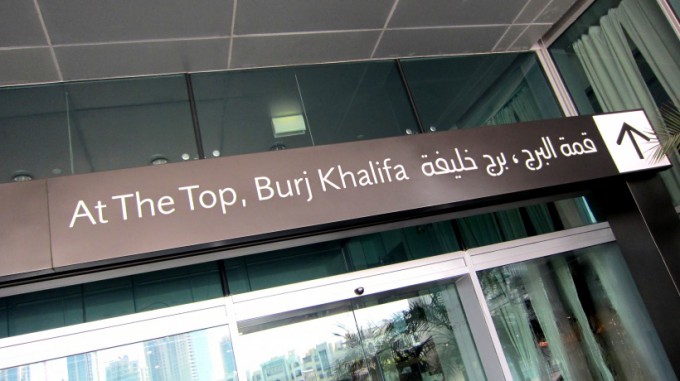 At The Top, Burj Khalifa قمة البرج، برج خليفة